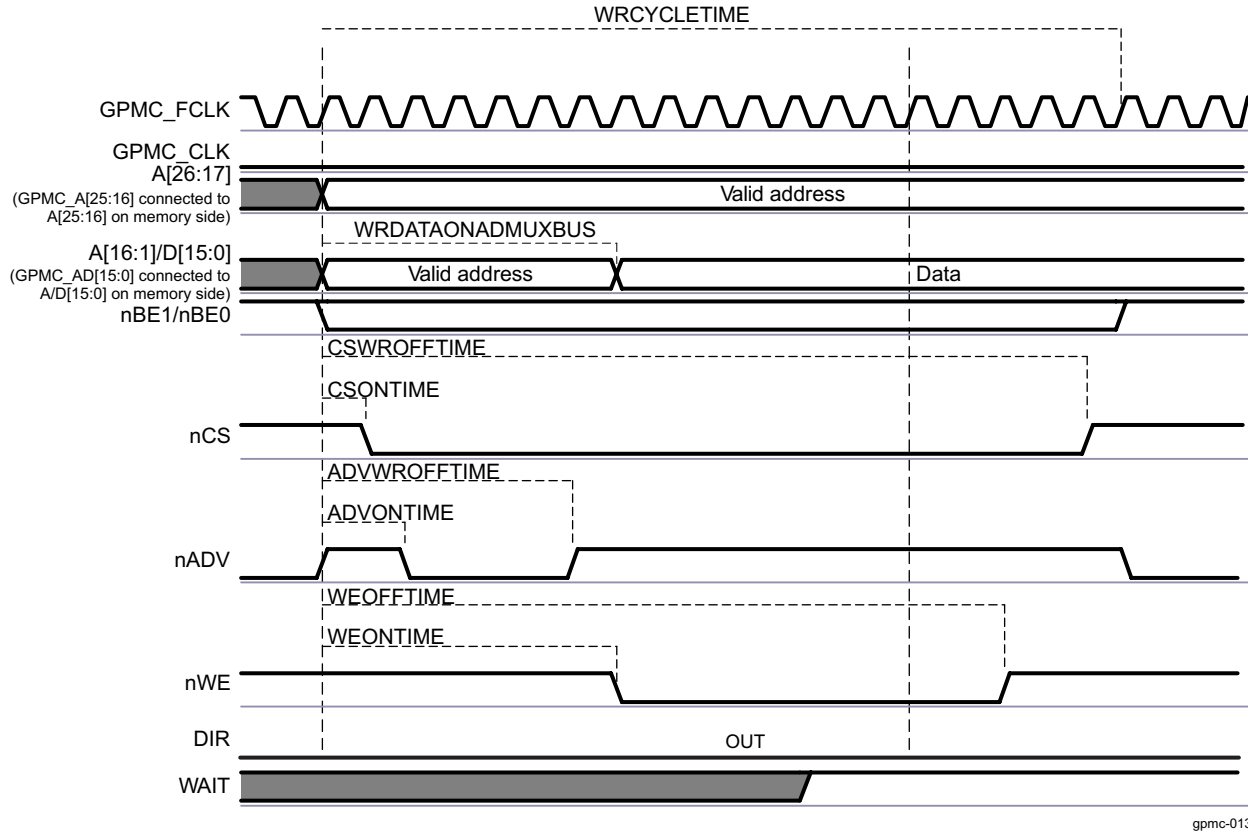 WRCYCLETIME
GPMC_FCLK
GPMC_CLK
A[26:17]
(GPMC_A[25:16] connected to
A[25:16] on memory side)
Valid address
WRDATAONADMUXBUS
A[16:1]/D[15:0]
(GPMC_AD[15:0] connected to
A/D[15:0] on memory side)
Valid address
Data
nBE1/nBE0
CSWROFFTIME
CSONTIME
nCS
ADVWROFFTIME
ADVONTIME
nADV
WEOFFTIME
WEONTIME
nWE
DIR
OUT
WAIT